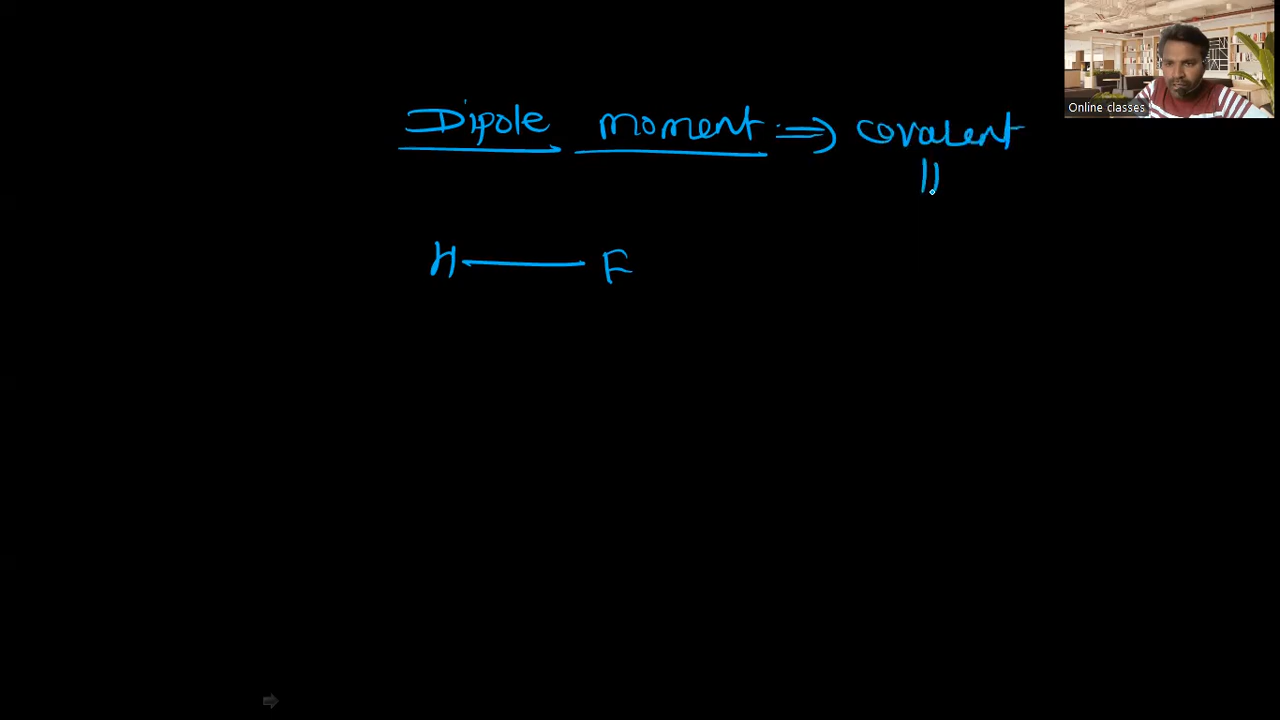 Online classes
Dipole moment ⇒ covalent
H—F